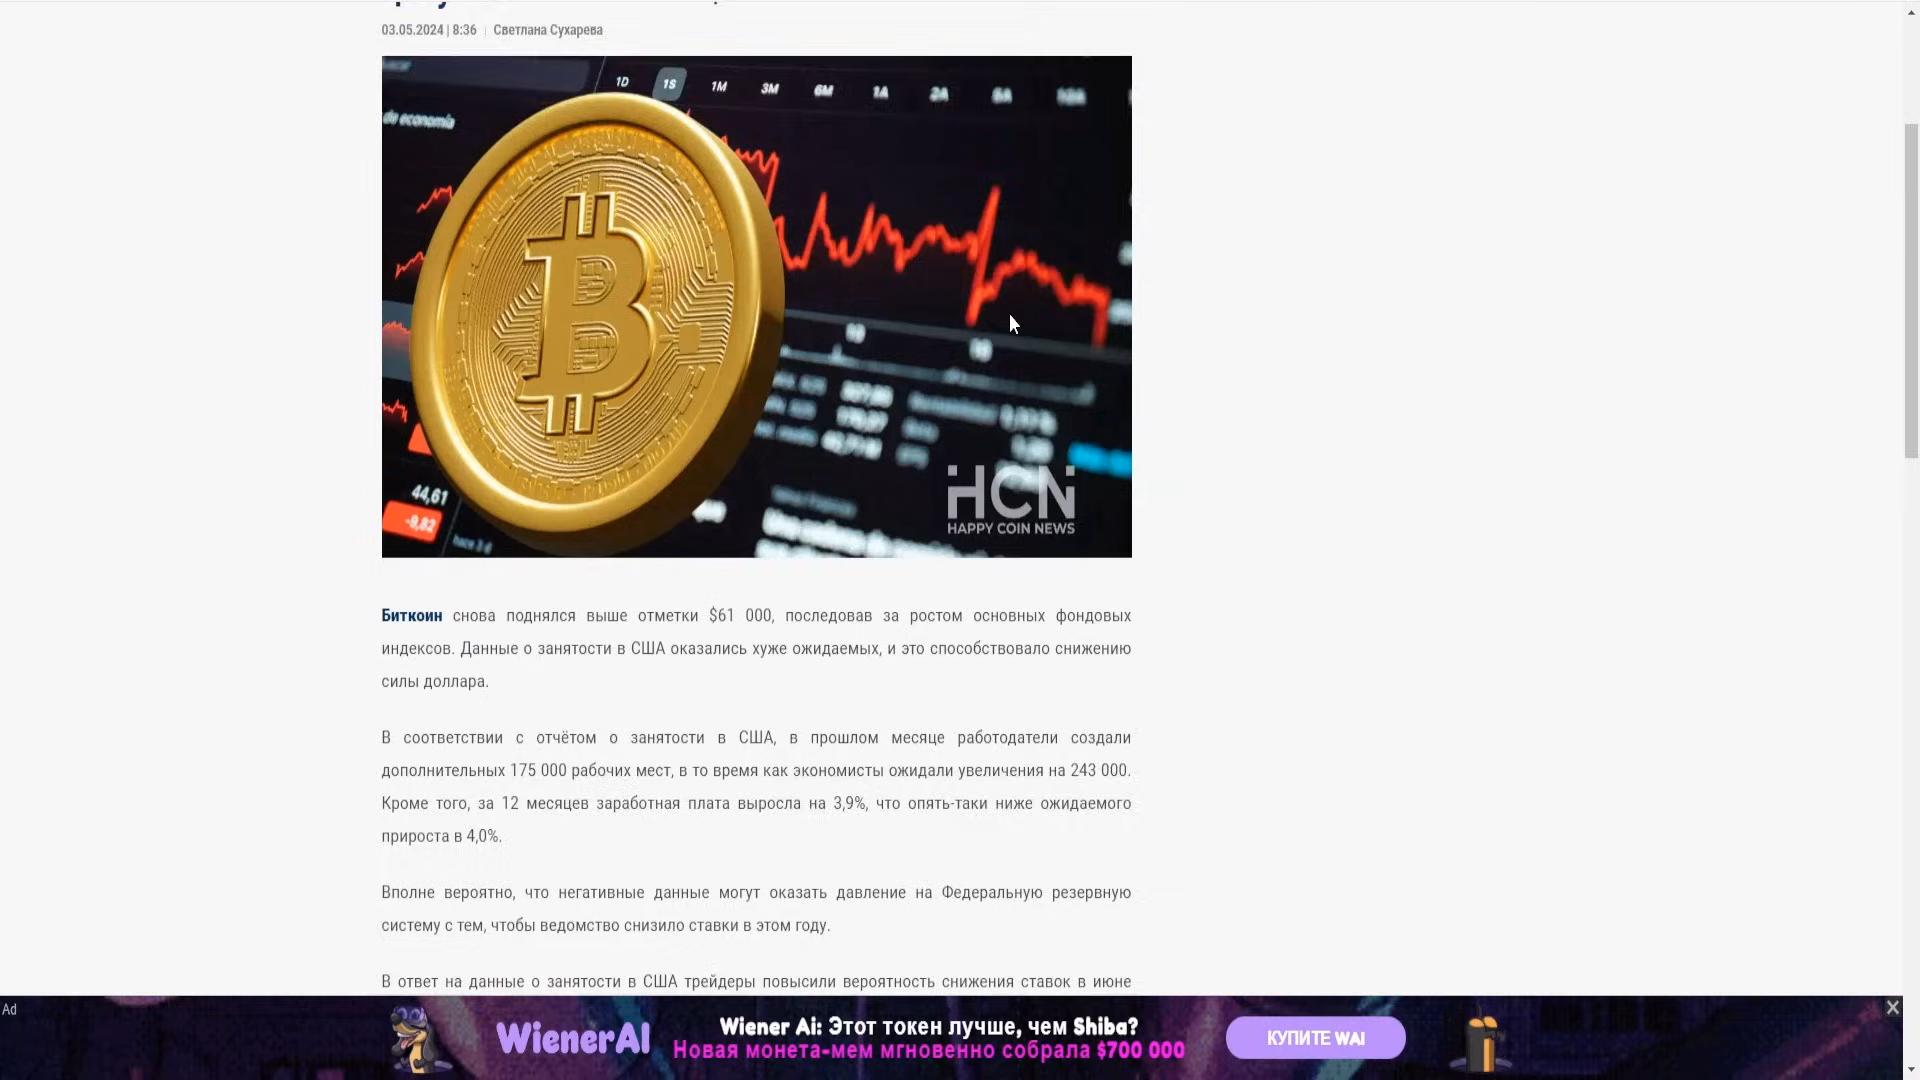 03.05.2024 | 8:36 | Светлана Сухарева
1D 1S 1M 3M 6M 1A 2A 5A
de economía
44,61
-9,82
hace 3 d
HCN
HAPPY COIN NEWS
Биткоин снова поднялся выше отметки $61 000, последовав за ростом основных фондовых
индексов. Данные о занятости в США оказались хуже ожидаемых, и это способствовало снижению
силы доллара.
В соответствии с отчётом о занятости в США, в прошлом месяце работодатели создали
дополнительных 175 000 рабочих мест, в то время как экономисты ожидали увеличения на 243 000.
Кроме того, за 12 месяцев заработная плата выросла на 3,9%, что опять-таки ниже ожидаемого
прироста в 4,0%.
Вполне вероятно, что негативные данные могут оказать давление на Федеральную резервную
систему с тем, чтобы ведомство снизило ставки в этом году.
В ответ на данные о занятости в США трейдеры повысили вероятность снижения ставок в июне
Ad
WienerAI
Wiener Ai: Этот токен лучше, чем Shiba?
Новая монета-мем мгновенно собрала $700 000
КУПИТЕ WAI